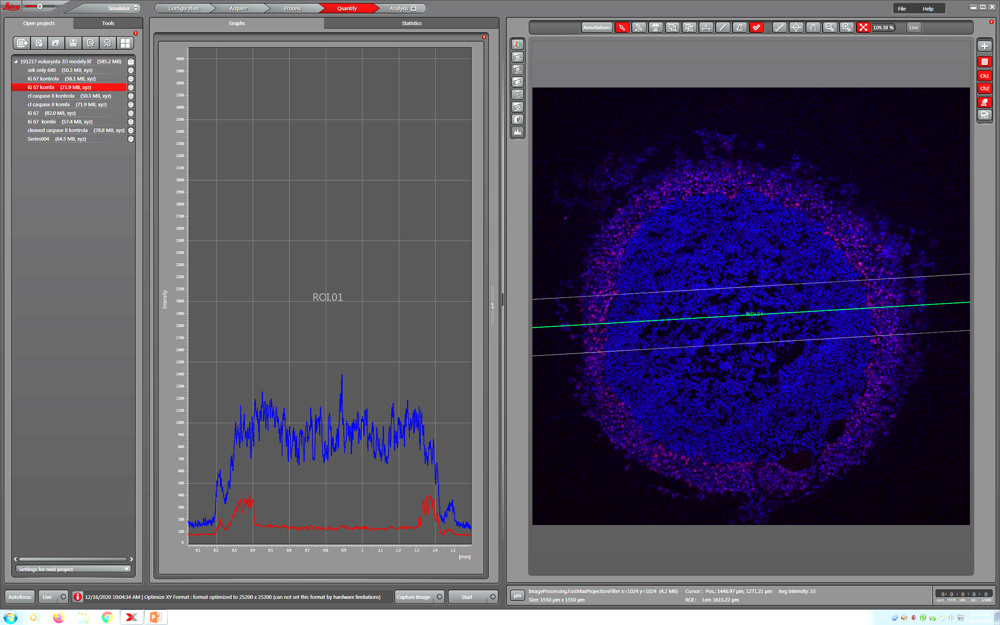 Leica
Simulator
Configuration
Acquire
Process
Quantify
Analysis
File
Help
Open projects
Tools
Graphs
Statistics
Annotations
ALL
109.38 %
Live
191217 eukaryota 3D modely.lif (585.2 MB)
sek only 640 (50.3 MB, xyz)
Ki 67 kontrola (58.1 MB, xyz)
Ki 67 kombi (71.9 MB, xyz)
cl caspase 8 kontrola (50.3 MB, xyz)
cl caspase 8 kombi (71.9 MB, xyz)
Ki 67 (82.0 MB, xyz)
Ki 67 kombi (57.4 MB, xyz)
cleaved caspase 8 kontrola (78.8 MB, xyz)
Series004 (64.5 MB, xyz)
Settings for next project
4000
3900
3800
3700
3600
3500
3400
3300
3200
3100
3000
2900
2800
2700
2600
2500
2400
2300
2200
2100
2000
1900
1800
1700
1600
1500
1400
1300
1200
1100
1000
900
800
700
600
500
400
300
200
100
0
Intensity
ROI.01
0.1 0.2 0.3 0.4 0.5 0.6 0.7 0.8 0.9 1 1.1 1.2 1.3 1.4 1.5
[mm]
ROI.01
Ch1
Ch2
MAX
Autofocus
Live
12/16/2020 10:04:34 AM | Optimize XY Format : format optimized to 25200 x 25200 (can not set this format by hardware limitations)
Capture Image
Start
µm
ImageProcessing.FastMaxProjectionFilter x=1024 y=1024 (4.2 MB) Cursor : Pos.: 1446.97 µm, 1271.21 µm Avg Intensity: 33
Size: 1550 µm x 1550 µm ROI : Len: 1615.22 µm
0: 0: 0: 0: 0
DAYS HOURS MIN. SEC. 1/1000
CS
10:15 AM
12/16/2020